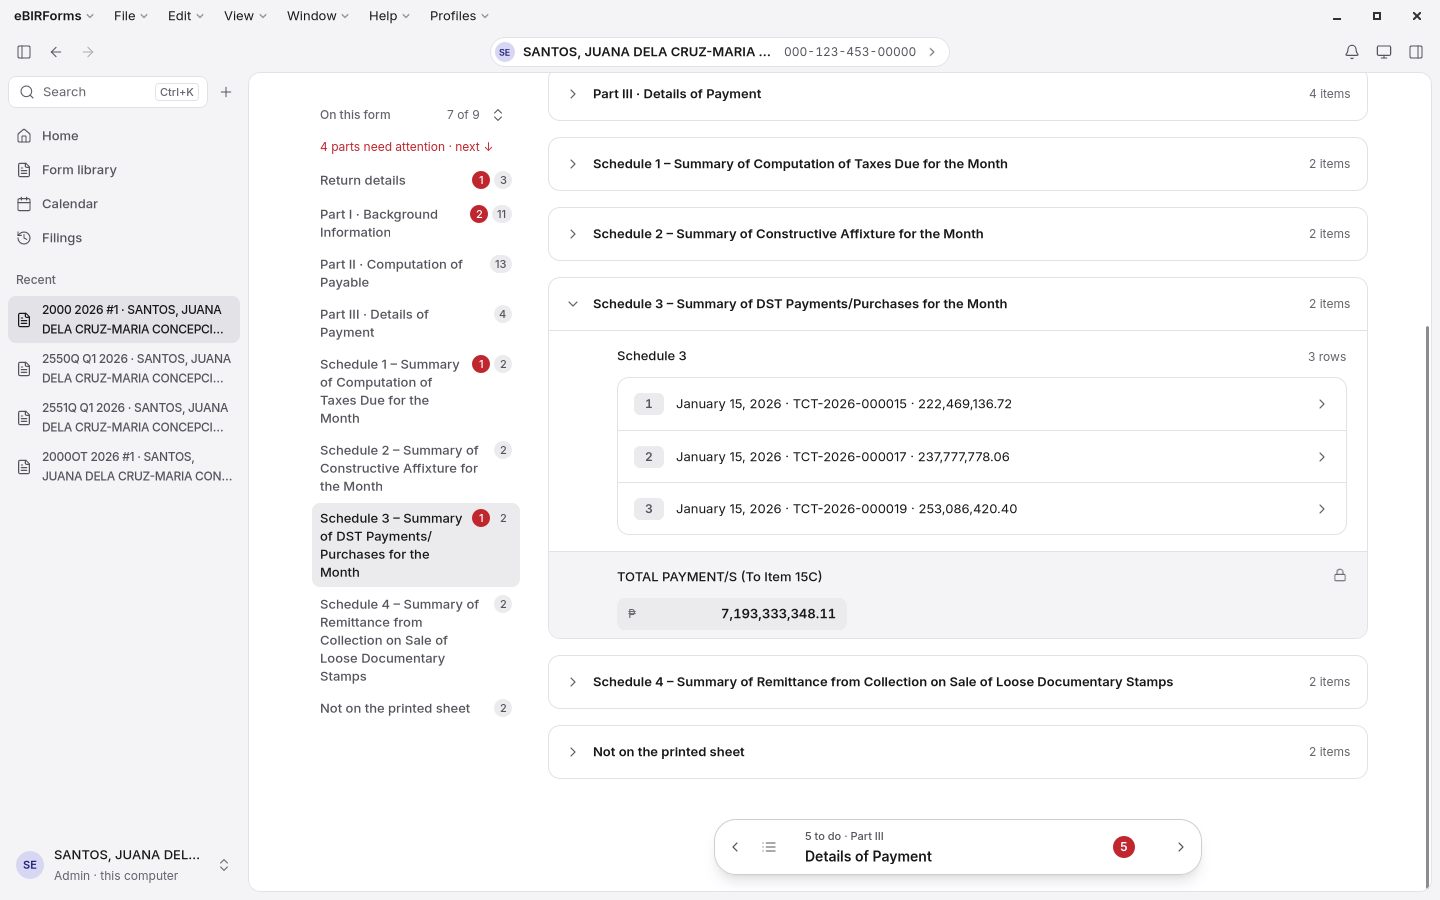 eBIRForms File Edit View Window Help Profiles
SE SANTOS, JUANA DELA CRUZ-MARIA ... 000-123-453-00000
Search Ctrl+K
Home
Form library
Calendar
Filings
Recent
2000 2026 #1 · SANTOS, JUANA
DELA CRUZ-MARIA CONCEPCI...
2550Q Q1 2026 · SANTOS, JUANA
DELA CRUZ-MARIA CONCEPCI...
2551Q Q1 2026 · SANTOS, JUANA
DELA CRUZ-MARIA CONCEPCI...
2000OT 2026 #1 · SANTOS,
JUANA DELA CRUZ-MARIA CON...
SE SANTOS, JUANA DEL...
Admin · this computer
On this form 7 of 9
4 parts need attention · next ↓
Return details 1 3
Part I · Background 2 11
Information
Part II · Computation of 13
Payable
Part III · Details of 4
Payment
Schedule 1 – Summary 1 2
of Computation of
Taxes Due for the
Month
Schedule 2 – Summary of 2
Constructive Affixture for
the Month
Schedule 3 – Summary 1 2
of DST Payments/
Purchases for the
Month
Schedule 4 – Summary of 2
Remittance from
Collection on Sale of
Loose Documentary
Stamps
Not on the printed sheet 2
Part III · Details of Payment 4 items
Schedule 1 – Summary of Computation of Taxes Due for the Month 2 items
Schedule 2 – Summary of Constructive Affixture for the Month 2 items
Schedule 3 – Summary of DST Payments/Purchases for the Month 2 items
Schedule 3 3 rows
1 January 15, 2026 · TCT-2026-000015 · 222,469,136.72
2 January 15, 2026 · TCT-2026-000017 · 237,777,778.06
3 January 15, 2026 · TCT-2026-000019 · 253,086,420.40
TOTAL PAYMENT/S (To Item 15C)
₱ 7,193,333,348.11
Schedule 4 – Summary of Remittance from Collection on Sale of Loose Documentary Stamps 2 items
Not on the printed sheet 2 items
5 to do · Part III
Details of Payment 5